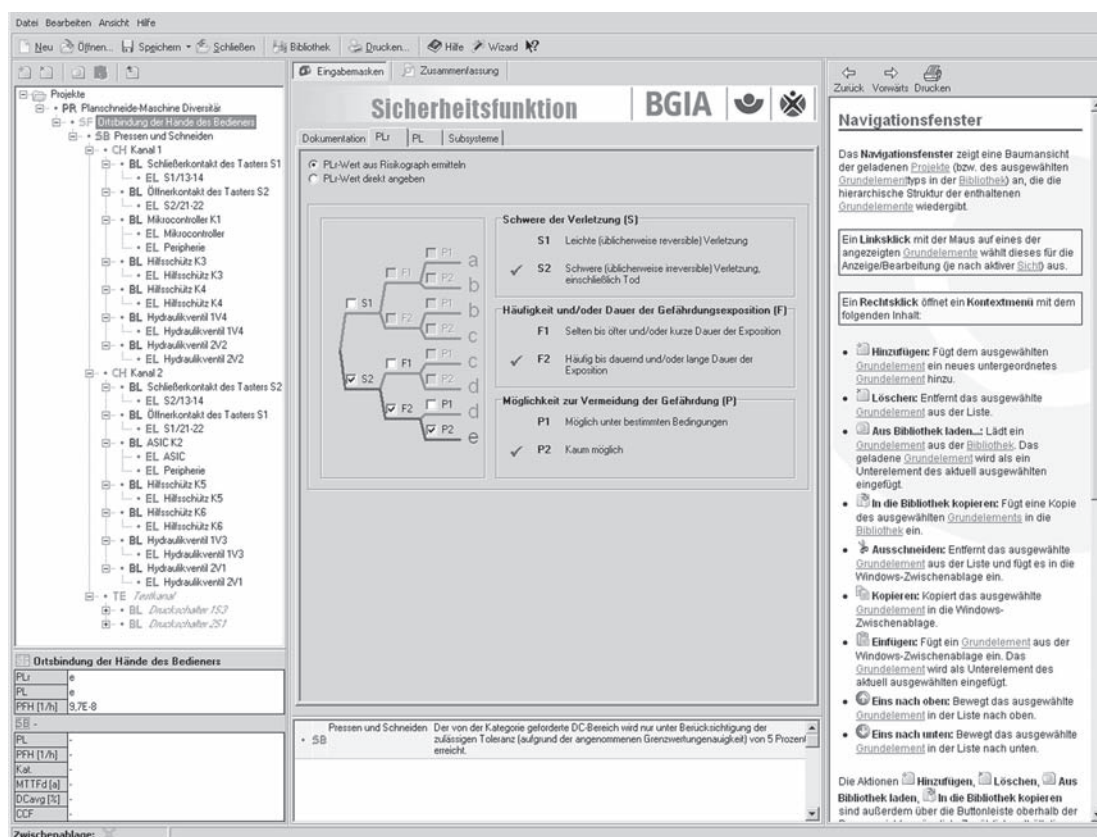 Datei Bearbeiten Ansicht Hilfe
Neu Öffnen... Speichern Schließen Bibliothek Drucken... Hilfe Wizard
Projekte
PR Planschneide-Maschine Diversitär
SF Ortsbindung der Hände des Bedieners
SB Pressen und Schneiden
CH Kanal 1
BL Schließerkontakt des Tasters S1
EL S1/13-14
BL Öffnerkontakt des Tasters S2
EL S2/21-22
BL Mikrocontroller K1
EL Mikrocontroller
EL Peripherie
BL Hilfsschütz K3
EL Hilfsschütz K3
BL Hilfsschütz K4
EL Hilfsschütz K4
BL Hydraulikventil 1V4
EL Hydraulikventil 1V4
BL Hydraulikventil 2V2
EL Hydraulikventil 2V2
CH Kanal 2
BL Schließerkontakt des Tasters S2
EL S2/13-14
BL Öffnerkontakt des Tasters S1
EL S1/21-22
BL ASIC K2
EL ASIC
EL Peripherie
BL Hilfsschütz K5
EL Hilfsschütz K5
BL Hilfsschütz K6
EL Hilfsschütz K6
BL Hydraulikventil 1V3
EL Hydraulikventil 1V3
BL Hydraulikventil 2V1
EL Hydraulikventil 2V1
TE Testkanal
BL Druckschalter 1S3
BL Druckschalter 2S1
Ortsbindung der Hände des Bedieners
PLr e
PL e
PFH [1/h] 9,7E-8
SB -
PL -
PFH [1/h] -
Kat. -
MTTFd [a] -
DCavg [%] -
CCF -
Zwischenablage:
Eingabemasken Zusammenfassung
Sicherheitsfunktion BGIA
Dokumentation PLr PL Subsysteme
PLr-Wert aus Risikograph ermitteln
PLr-Wert direkt angeben
S1 F1 P1 a
P2 b
F2 P1 b
P2 c
S2 F1 P1 c
P2 d
F2 P1 d
P2 e
Schwere der Verletzung (S)
S1 Leichte (üblicherweise reversible) Verletzung
S2 Schwere (üblicherweise irreversible) Verletzung,
einschließlich Tod
Häufigkeit und/oder Dauer der Gefährdungsexposition (F)
F1 Selten bis öfter und/oder kurze Dauer der Exposition
F2 Häufig bis dauernd und/oder lange Dauer der
Exposition
Möglichkeit zur Vermeidung der Gefährdung (P)
P1 Möglich unter bestimmten Bedingungen
P2 Kaum möglich
SB Pressen und Schneiden Der von der Kategorie geforderte DC-Bereich wird nur unter Berücksichtigung der
zulässigen Toleranz (aufgrund der angenommenen Grenzwertungenauigkeit) von 5 Prozent
erreicht.
Zurück Vorwärts Drucken
Navigationsfenster
Das Navigationsfenster zeigt eine Baumansicht
der geladenen Projekte (bzw. des ausgewählten
Grundelementtyps in der Bibliothek) an, die die
hierarchische Struktur der enthaltenen
Grundelemente wiedergibt.
Ein Linksklick mit der Maus auf eines der
angezeigten Grundelemente wählt dieses für die
Anzeige/Bearbeitung (je nach aktiver Sicht) aus.
Ein Rechtsklick öffnet ein Kontextmenü mit dem
folgenden Inhalt:
• Hinzufügen: Fügt dem ausgewählten
Grundelement ein neues untergeordnetes
Grundelement hinzu.
• Löschen: Entfernt das ausgewählte
Grundelement aus der Liste.
• Aus Bibliothek laden...: Lädt ein
Grundelement aus der Bibliothek. Das
geladene Grundelement wird als ein
Unterelement des aktuell ausgewählten
eingefügt.
• In die Bibliothek kopieren: Fügt eine Kopie
des ausgewählten Grundelements in die
Bibliothek ein.
• Ausschneiden: Entfernt das ausgewählte
Grundelement aus der Liste und fügt es in die
Windows-Zwischenablage ein.
• Kopieren: Kopiert das ausgewählte
Grundelement in die Windows-
Zwischenablage.
• Einfügen: Fügt ein Grundelement aus der
Windows-Zwischenablage ein. Das
Grundelement wird als Unterelement des
aktuell ausgewählten eingefügt.
• Eins nach oben: Bewegt das ausgewählte
Grundelement in der Liste nach oben.
• Eins nach unten: Bewegt das ausgewählte
Grundelement in der Liste nach unten.
Die Aktionen Hinzufügen, Löschen, Aus
Bibliothek laden, In die Bibliothek kopieren
sind außerdem über die Buttonleiste oberhalb der